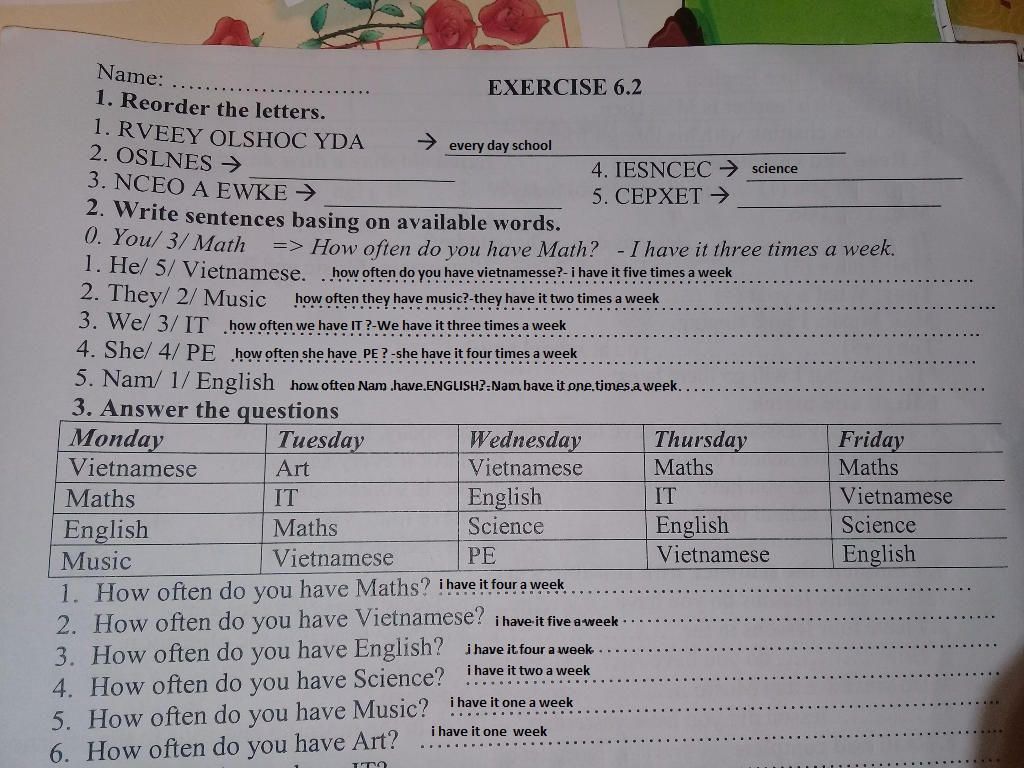 Name: ........................
EXERCISE 6.2
1. Reorder the letters.
1. RVEEY OLSHOC YDA → every day school
2. OSLNES →
4. IESNCEC → science
3. NCEO A EWKE →
5. CEPXET →
2. Write sentences basing on available words.
0. You/ 3/ Math => How often do you have Math? - I have it three times a week.
1. He/ 5/ Vietnamese. how often do you have vietnamesse?- i have it five times a week
2. They/ 2/ Music how often they have music?-they have it two times a week
3. We/ 3/ IT how often we have IT ?-We have it three times a week
4. She/ 4/ PE how often she have PE ? -she have it four times a week
5. Nam/ 1/ English how often Nam have ENGLISH?-Nam have it one times a week
3. Answer the questions
Monday Tuesday Wednesday Thursday Friday
Vietnamese Art Vietnamese Maths Maths
Maths IT English IT Vietnamese
English Maths Science English Science
Music Vietnamese PE Vietnamese English
1. How often do you have Maths? i have it four a week
2. How often do you have Vietnamese? i have it five a week
3. How often do you have English? i have it four a week
4. How often do you have Science? i have it two a week
5. How often do you have Music? i have it one a week
6. How often do you have Art? i have it one week
IT?